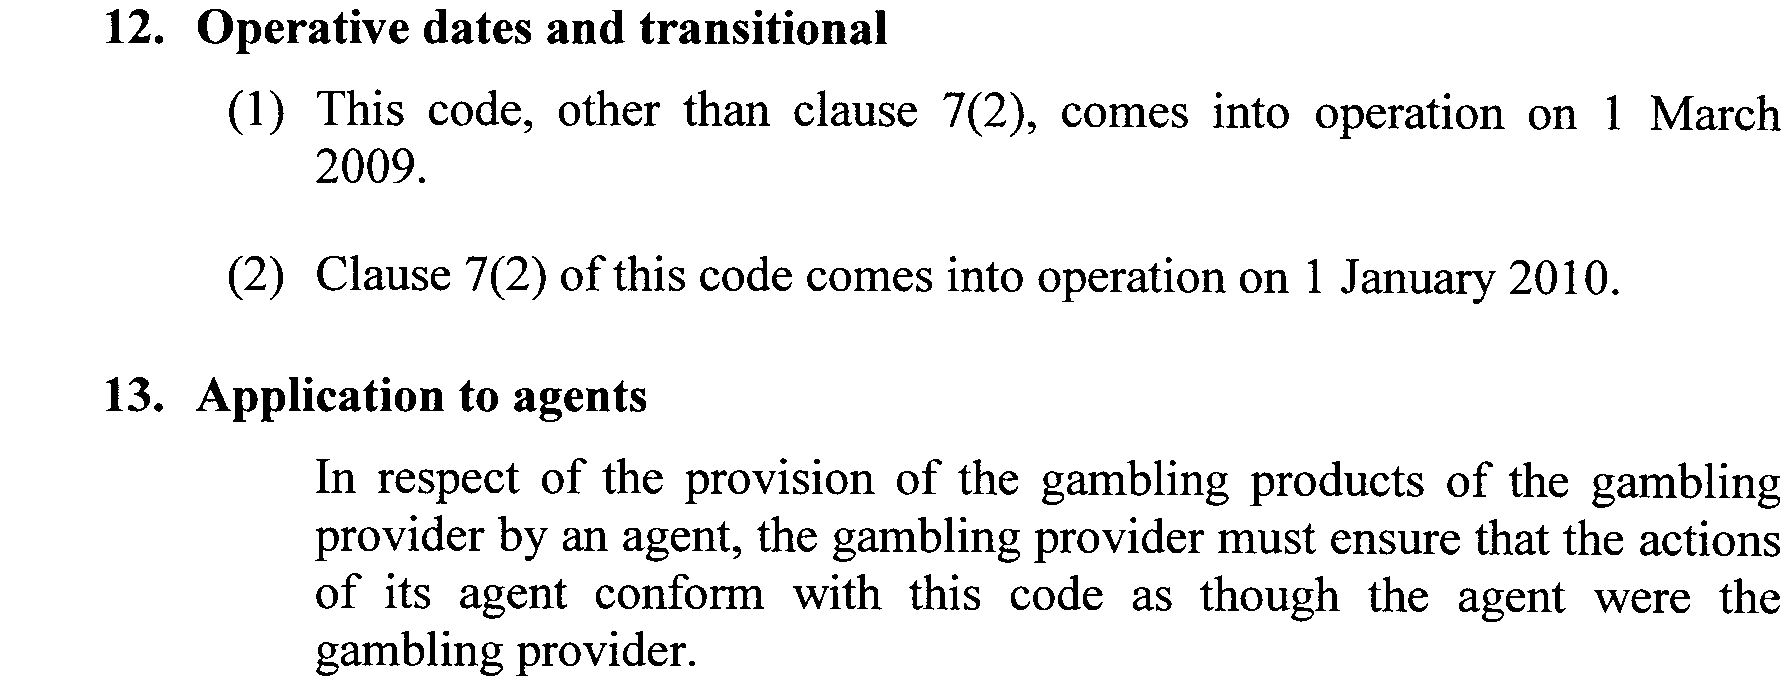 12. Operative dates and transitional
(1) This code, other than clause 7(2), comes into operation on 1 March
2009.
(2) Clause 7(2) of this code comes into operation on 1 January 2010.
13. Application to agents
In respect of the provision of the gambling products of the gambling
provider by an agent, the gambling provider must ensure that the actions
of its agent conform with this code as though the agent were the
gambling provider.